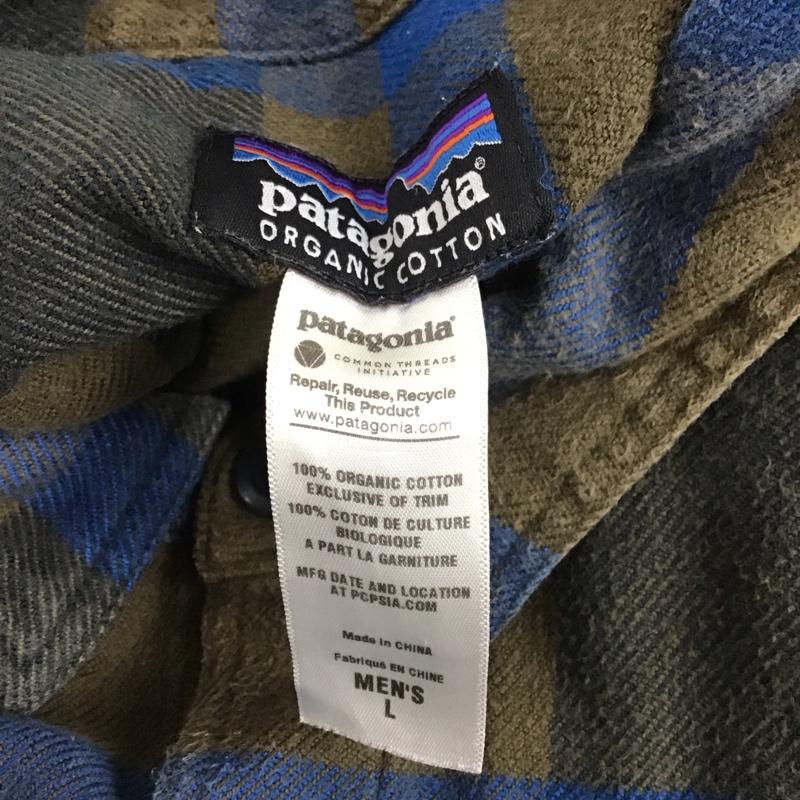 patagonia®
ORGANIC COTTON
patagonia®
COMMON THREADS
INITIATIVE
Repair, Reuse, Recycle
This Product
www.patagonia.com
100% ORGANIC COTTON
EXCLUSIVE OF TRIM
100% COTON DE CULTURE
BIOLOGIQUE
A PART LA GARNITURE
MFG DATE AND LOCATION
AT PCPSIA.COM
Made in CHINA
Fabriqué EN CHINE
MEN'S
L